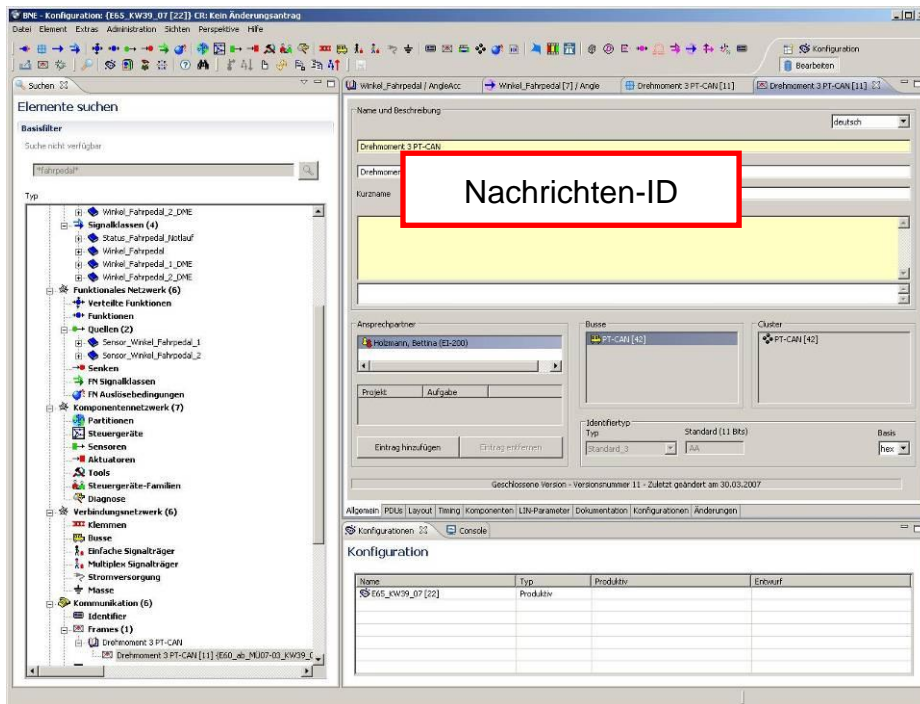 BNE - Konfiguration: {E65_KW39_07 [22]} CR: Kein Änderungsantrag
Datei Element Extras Administration Sichten Perspektive Hilfe
Konfiguration
Bearbeiten
Suchen
Winkel_Fahrpedal / AngleAcc
Winkel_Fahrpedal [7] / Angle
Drehmoment 3 PT-CAN [11]
Drehmoment 3 PT-CAN [11]
Elemente suchen
Basisfilter
Suche nicht verfügbar
*fahrpedal*
Typ
Winkel_Fahrpedal_2_DME
Signalklassen (4)
Status_Fahrpedal_Notlauf
Winkel_Fahrpedal
Winkel_Fahrpedal_1_DME
Winkel_Fahrpedal_2_DME
Funktionales Netzwerk (6)
Verteilte Funktionen
Funktionen
Quellen (2)
Sensor_Winkel_Fahrpedal_1
Sensor_Winkel_Fahrpedal_2
Senken
FN Signalklassen
FN Auslösebedingungen
Komponentennetzwerk (7)
Partitionen
Steuergeräte
Sensoren
Aktuatoren
Tools
Steuergeräte-Familien
Diagnose
Verbindungsnetzwerk (6)
Klemmen
Busse
Einfache Signalträger
Multiplex Signalträger
Stromversorgung
Masse
Kommunikation (6)
Identifier
Frames (1)
Drehmoment 3 PT-CAN
Drehmoment 3 PT-CAN [11] {E60_ab_MÜ07-03_KW39_0
Name und Beschreibung
deutsch
Drehmoment 3 PT-CAN
Drehmomen
Kurzname
Nachrichten-ID
Ansprechpartner
Holzmann, Bettina (EI-200)
Projekt Aufgabe
Eintrag hinzufügen
Eintrag entfernen
Busse
PT-CAN [42]
Cluster
PT-CAN [42]
Identifiertyp
Typ Standard (11 Bits) Basis
Standard_3 AA hex
Geschlossene Version - Versionsnummer 11 - Zuletzt geändert am 30.03.2007
Allgemein PDUs Layout Timing Komponenten LIN-Parameter Dokumentation Konfigurationen Änderungen
Konfigurationen Console
Konfiguration
Name Typ Produktiv Entwurf
E65_KW39_07 [22] Produktiv